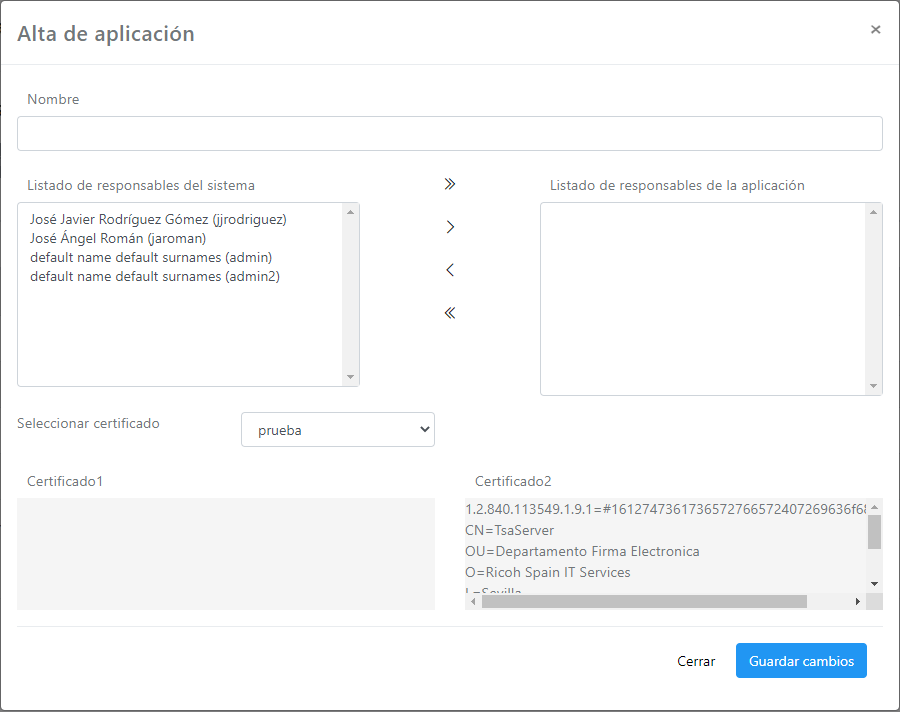 Alta de aplicación
×
Nombre
Listado de responsables del sistema
Listado de responsables de la aplicación
José Javier Rodríguez Gómez (jjrodriguez)
José Ángel Román (jaroman)
default name default surnames (admin)
default name default surnames (admin2)
Seleccionar certificado
prueba
Certificado1
Certificado2
1.2.840.113549.1.9.1=#1612747361736572766572407269636f68
CN=TsaServer
OU=Departamento Firma Electronica
O=Ricoh Spain IT Services
L=Sevilla
Cerrar
Guardar cambios